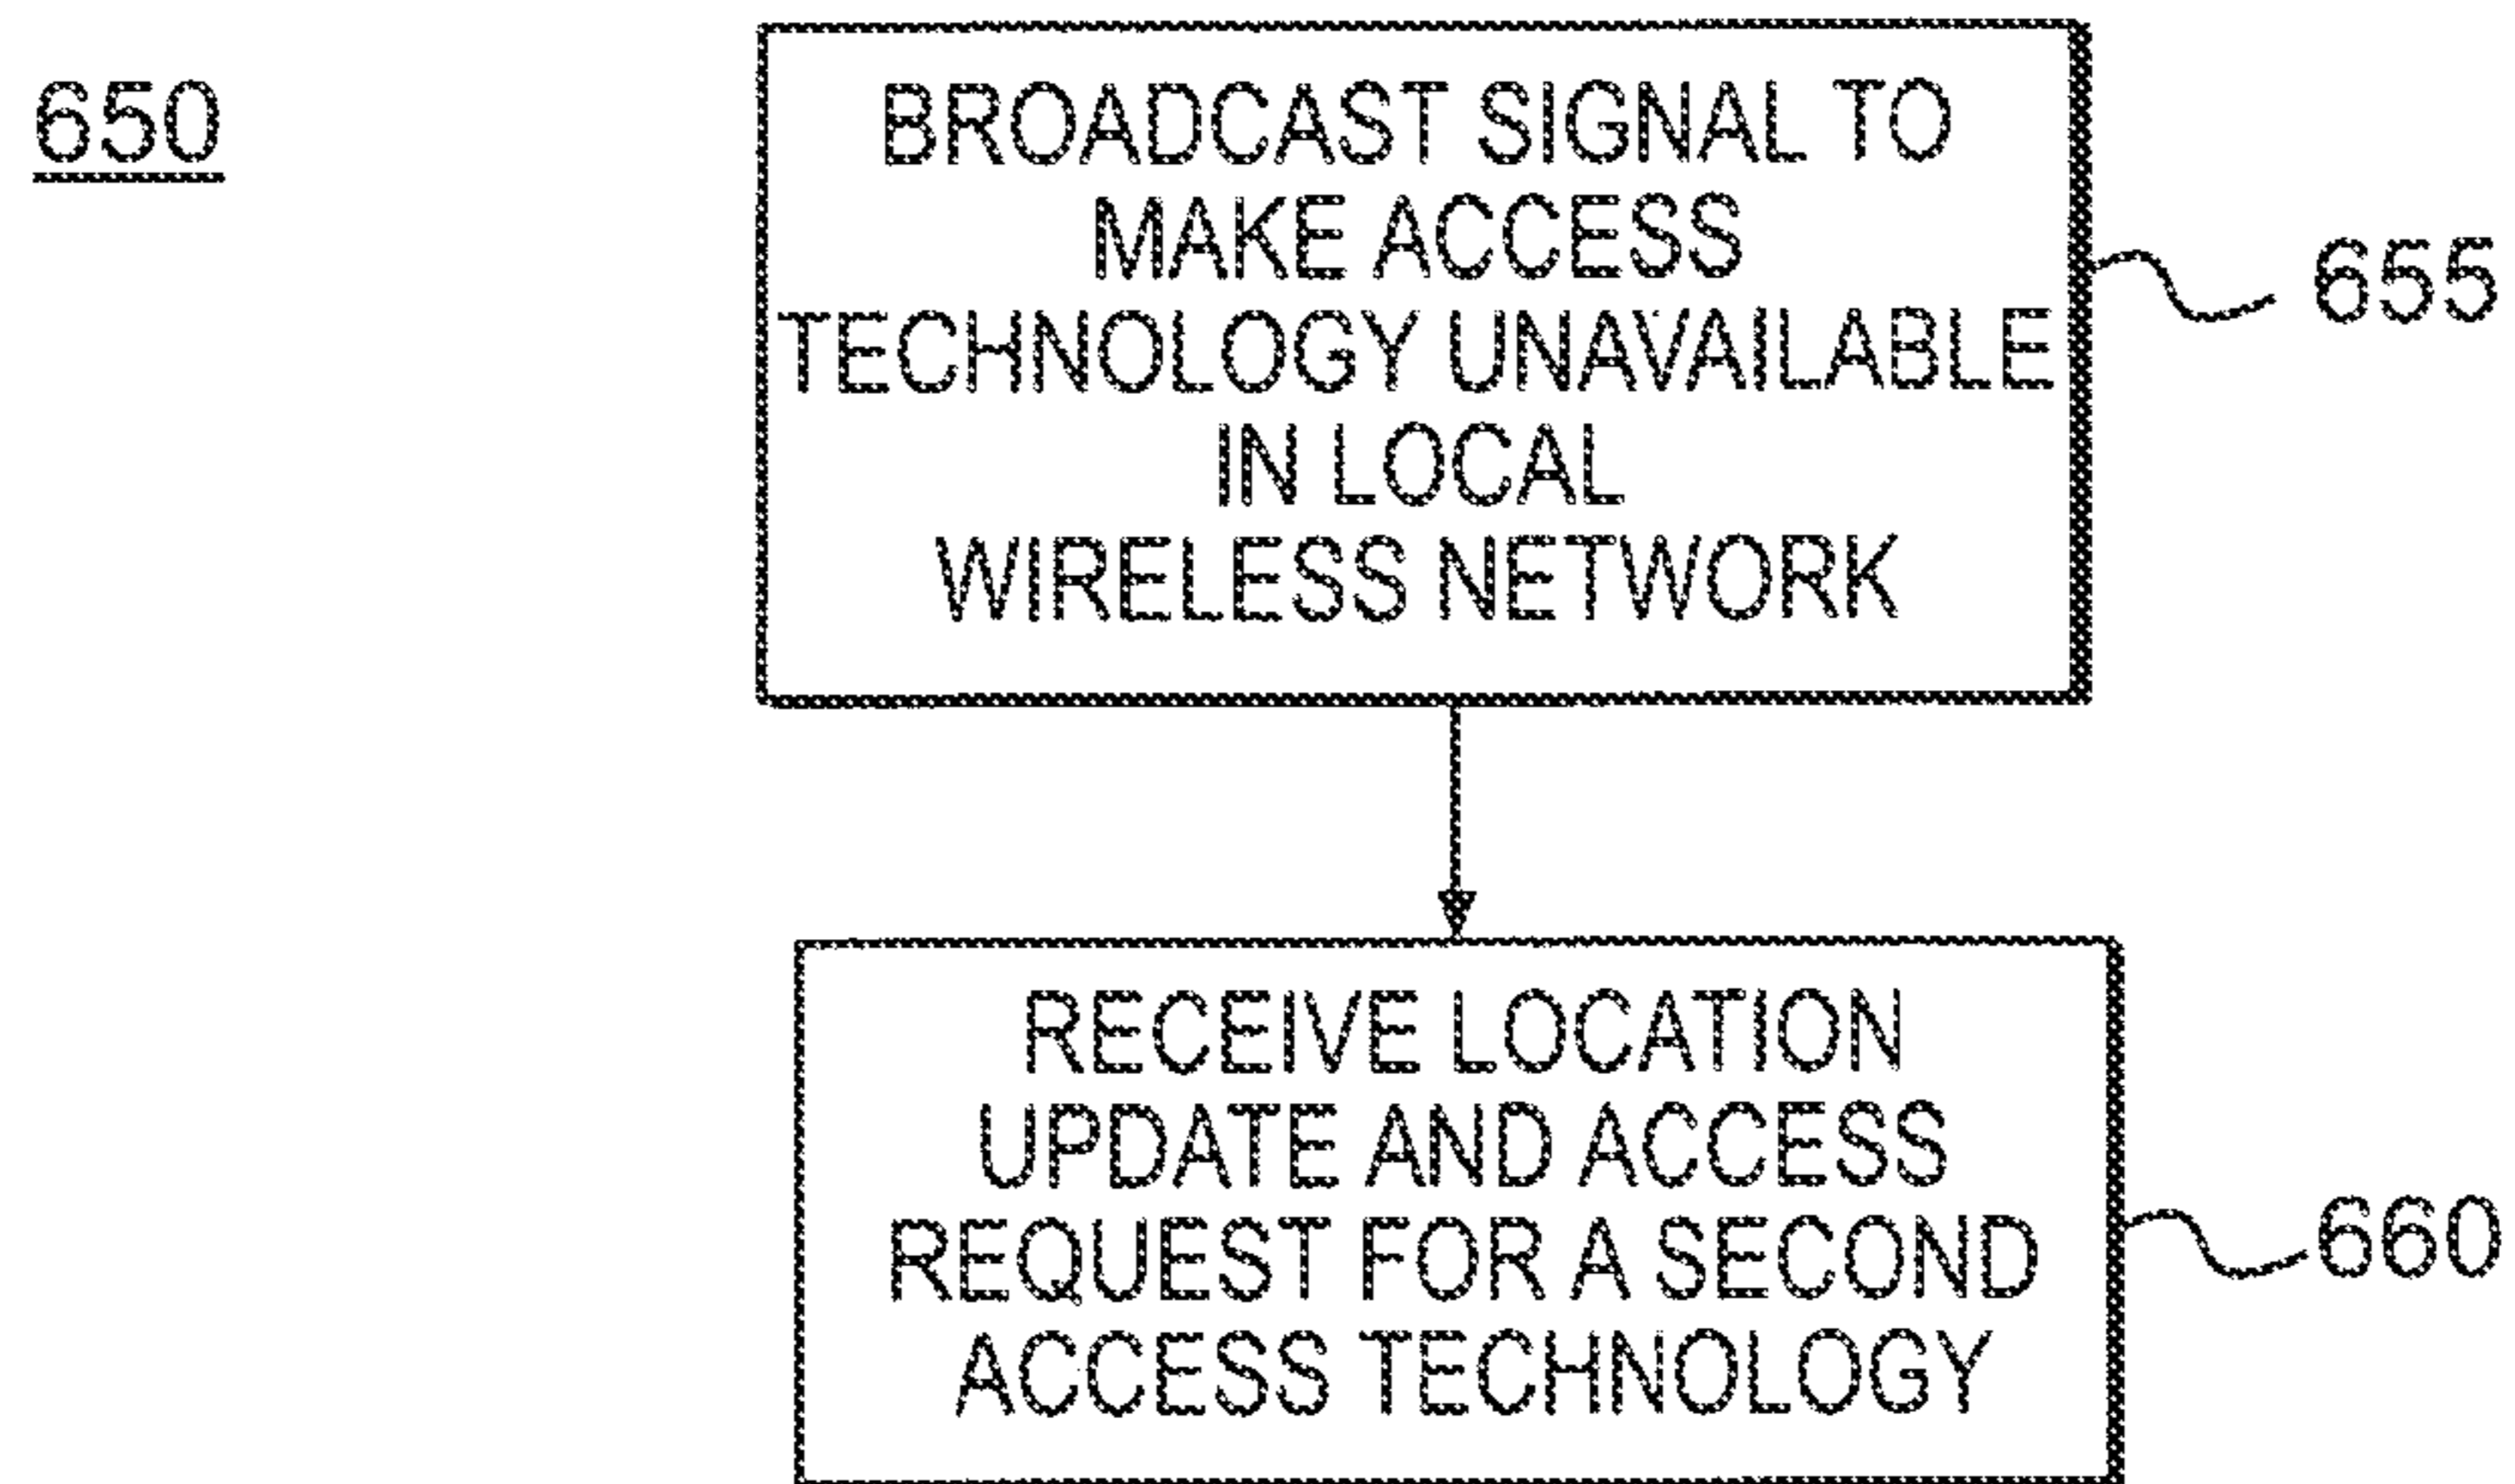 650
BROADCAST SIGNAL TO
MAKE ACCESS
TECHNOLOGY UNAVAILABLE
IN LOCAL
WIRELESS NETWORK
655
RECEIVE LOCATION
UPDATE AND ACCESS
REQUEST FOR A SECOND
ACCESS TECHNOLOGY
660